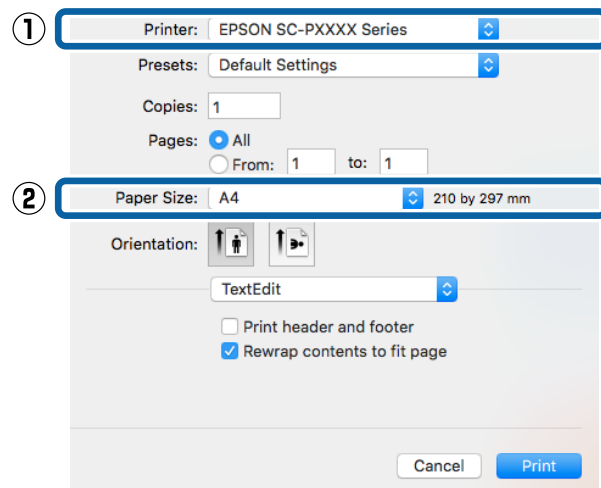 ① Printer: EPSON SC-PXXXX Series
Presets: Default Settings
Copies: 1
Pages: All
From: 1 to: 1
② Paper Size: A4 210 by 297 mm
Orientation:
TextEdit
Print header and footer
Rewrap contents to fit page
Cancel Print